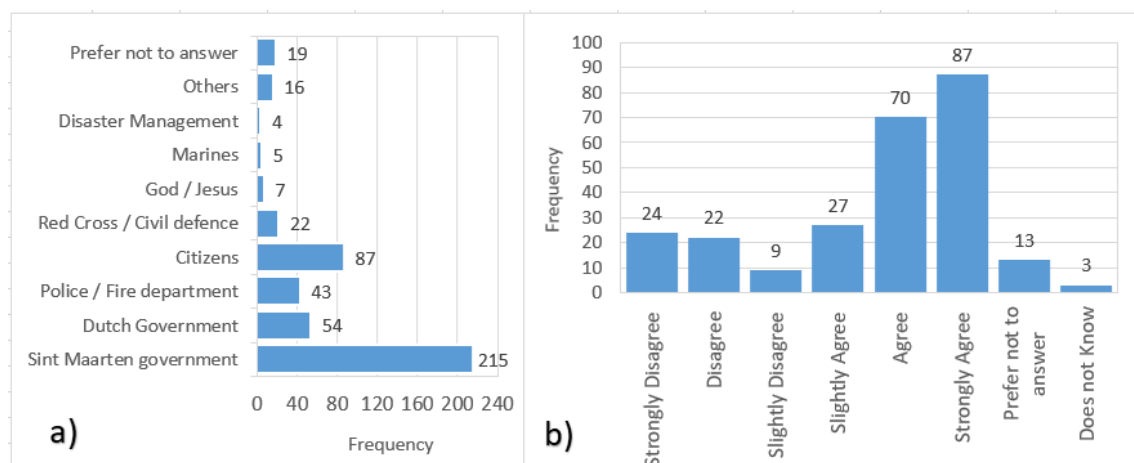 Prefer not to answer 19
Others 16
Disaster Management 4
Marines 5
God / Jesus 7
Red Cross / Civil defence 22
Citizens 87
Police / Fire department 43
Dutch Government 54
Sint Maarten government 215
0 40 80 120 160 200 240
Frequency
a)
100
90
80
70
60
50
40
30
20
10
0
Frequency
24
22
9
27
70
87
13
3
Strongly Disagree
Disagree
Slightly Disagree
Slightly Agree
Agree
Strongly Agree
Prefer not to
answer
Does not Know
b)